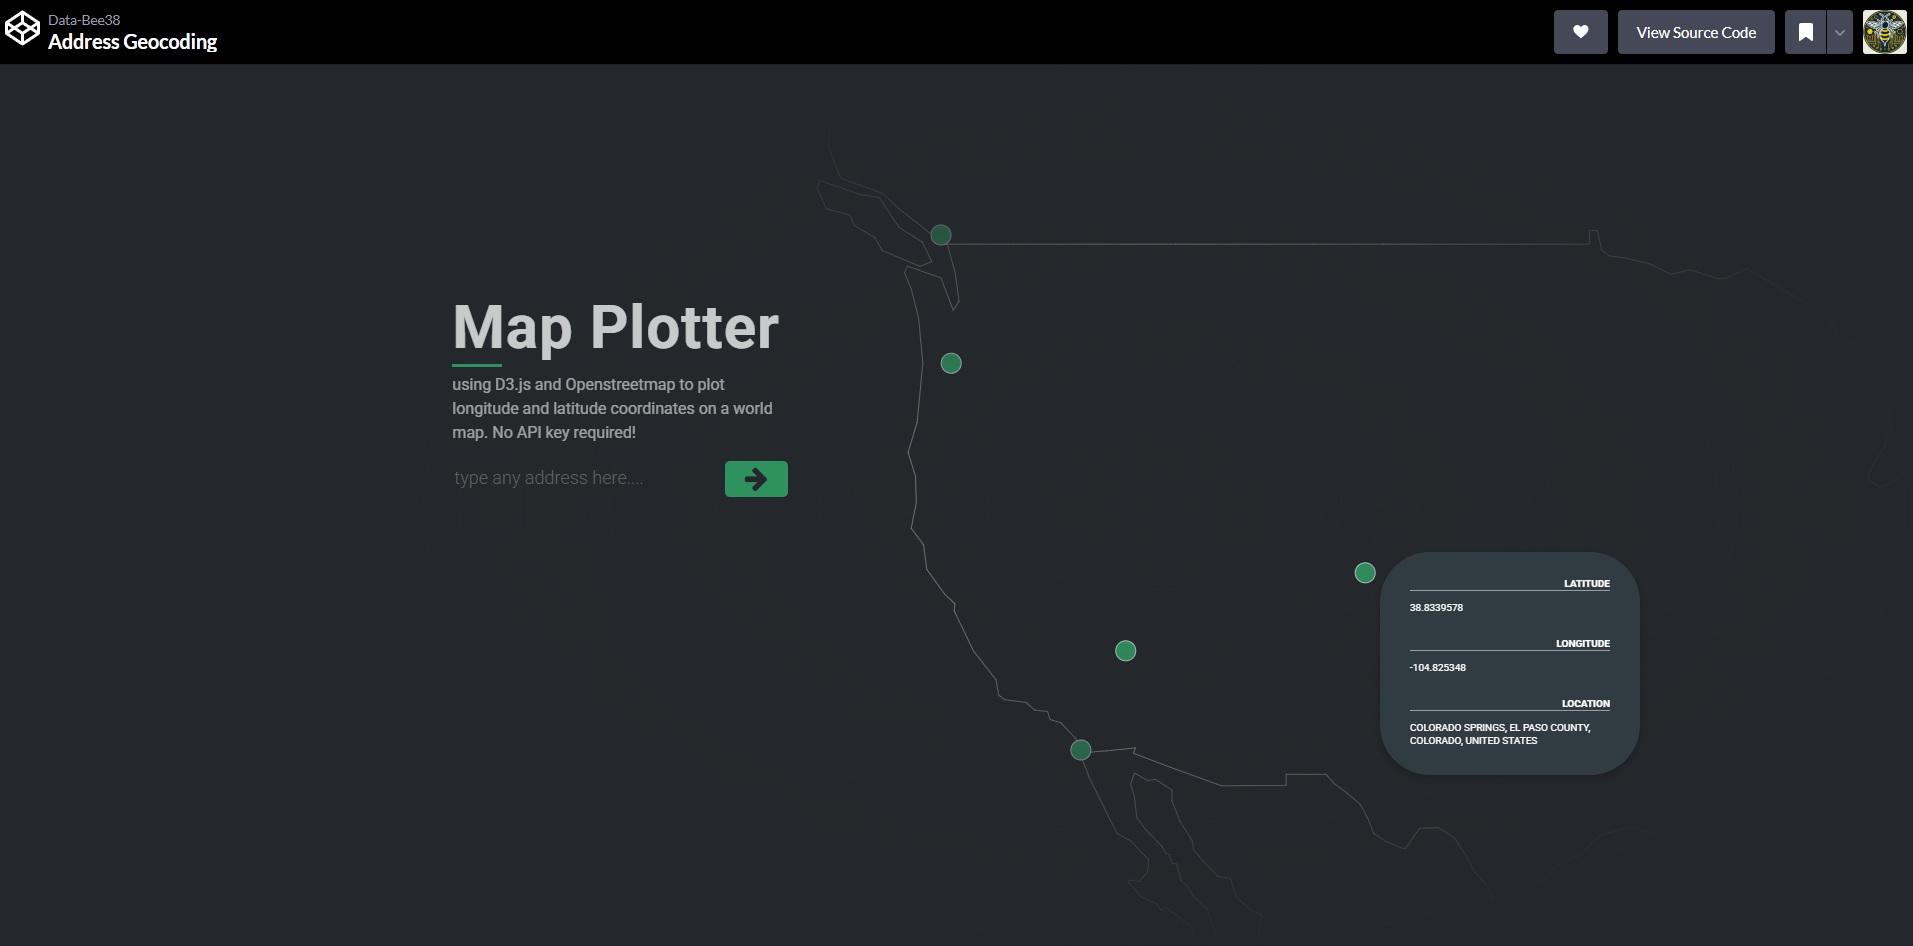 Data-Bee38
Address Geocoding
View Source Code
Map Plotter
using D3.js and Openstreetmap to plot
longitude and latitude coordinates on a world
map. No API key required!
type any address here....
LATITUDE
38.8339578
LONGITUDE
-104.825348
LOCATION
COLORADO SPRINGS, EL PASO COUNTY,
COLORADO, UNITED STATES